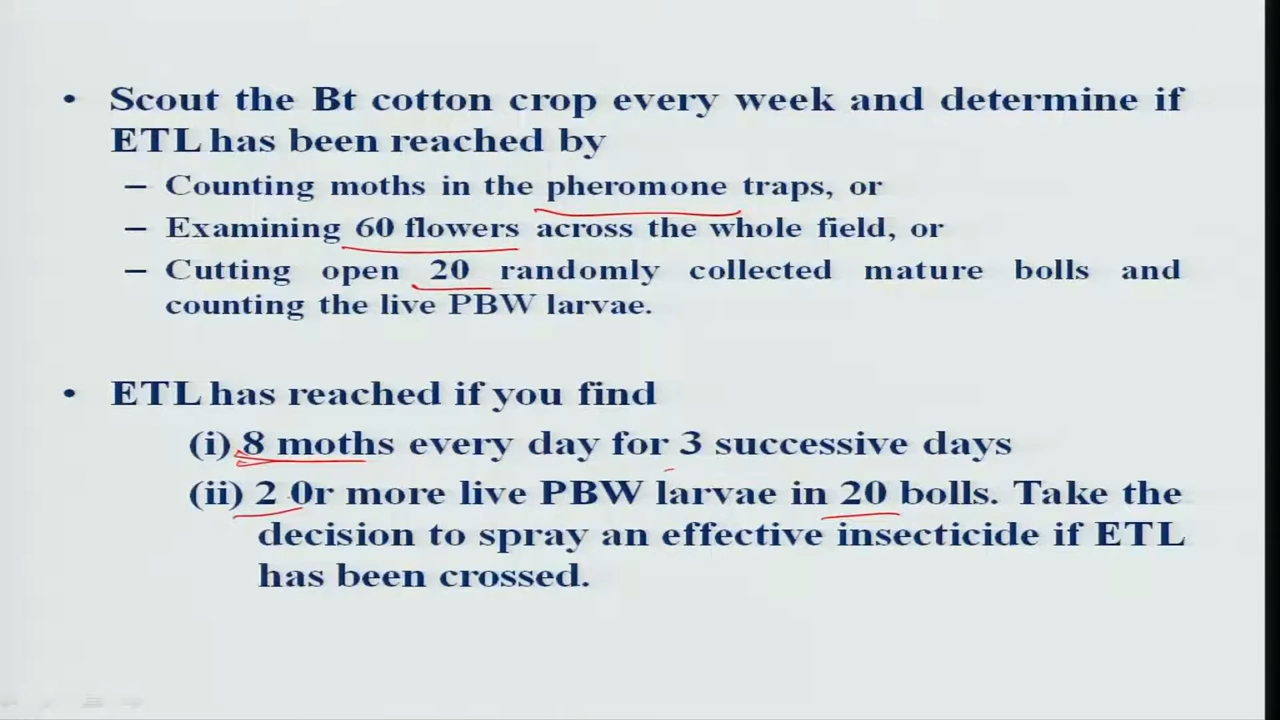 • Scout the Bt cotton crop every week and determine if
ETL has been reached by
– Counting moths in the pheromone traps, or
– Examining 60 flowers across the whole field, or
– Cutting open 20 randomly collected mature bolls and
counting the live PBW larvae.
• ETL has reached if you find
(i) 8 moths every day for 3 successive days
(ii) 2 0r more live PBW larvae in 20 bolls. Take the
decision to spray an effective insecticide if ETL
has been crossed.